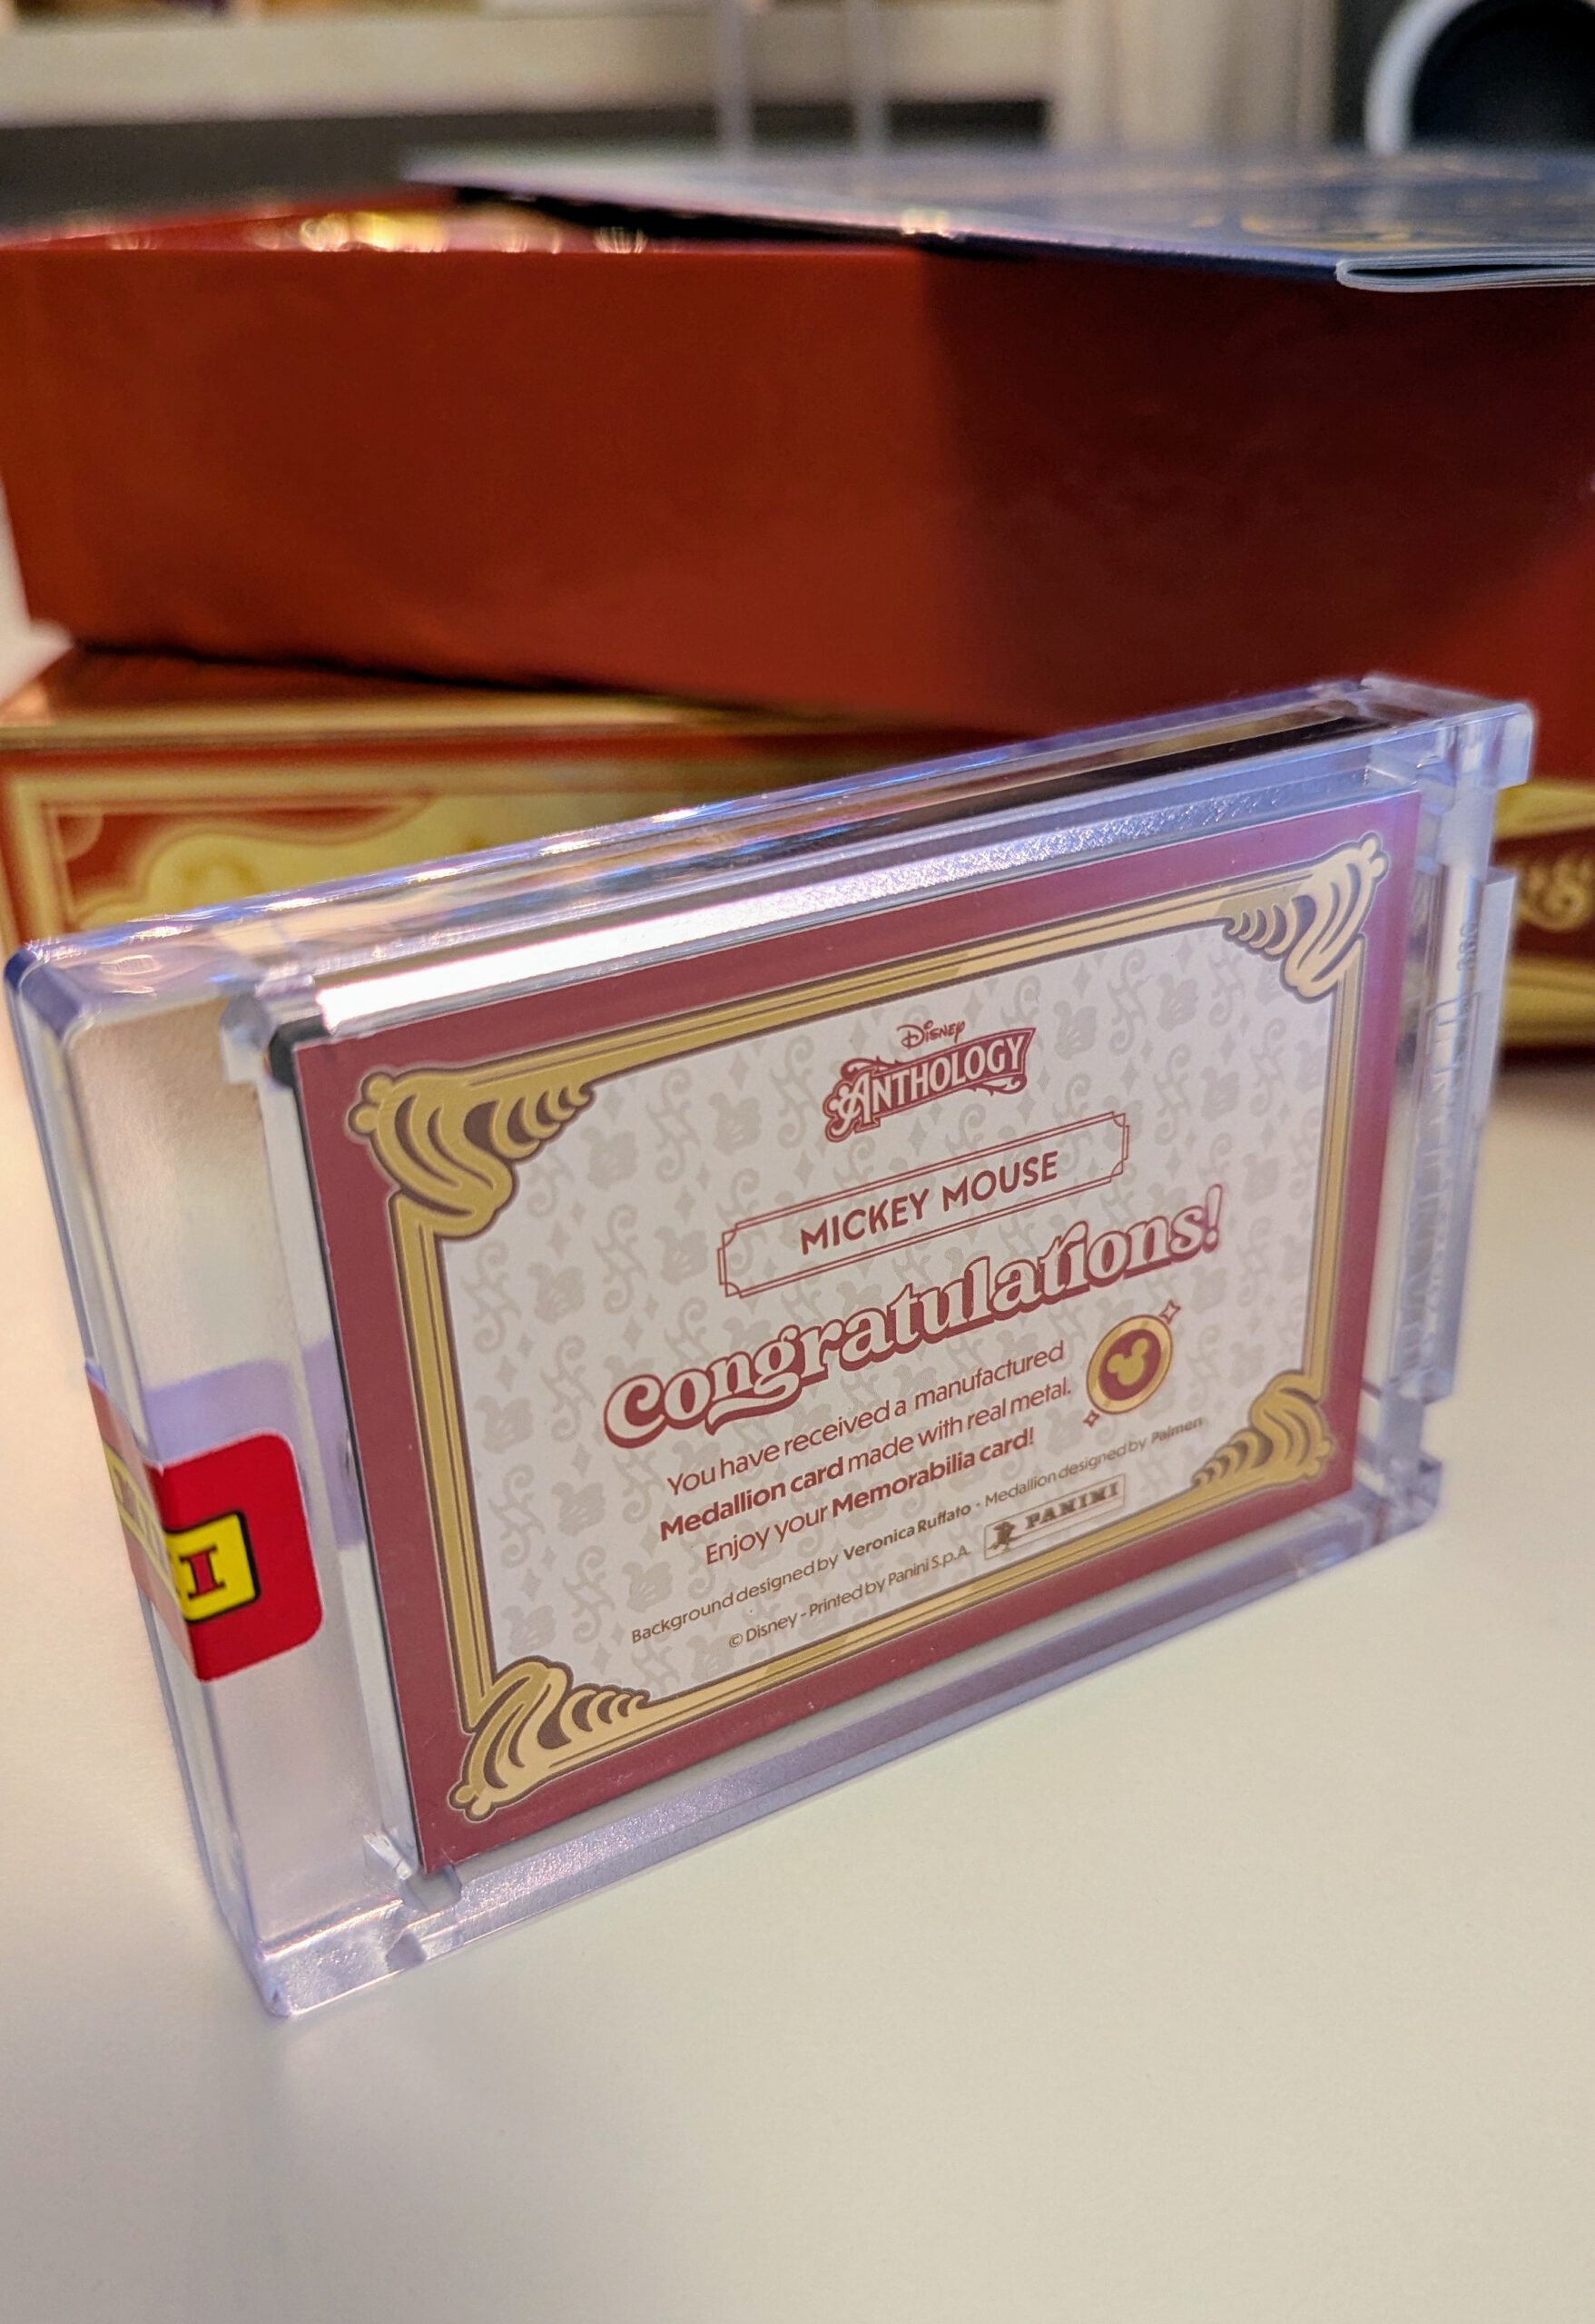 Disney
ANTHOLOGY
MICKEY MOUSE
Congratulations!
You have received a manufactured
Medallion card made with real metal.
Enjoy your Memorabilia card!
Background designed by Veronica Ruffato • Medallion designed by Palmen
© Disney - Printed by Panini S.p.A.
PANINI